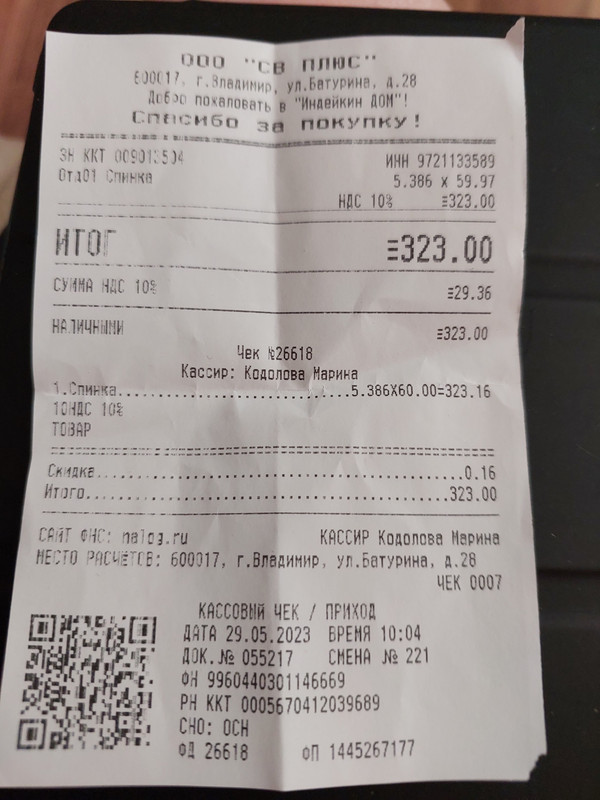 ООО "СВ ПЛЮС"
600017, г.Владимир, ул.Батурина, д.28
Добро пожаловать в "Индейкин ДОМ"!
Спасибо за покупку!
ЗН ККТ 009013504 ИНН 9721133589
Отд01 Спинка 5.386 x 59.97
НДС 10% ≡323.00
ИТОГ ≡323.00
СУММА НДС 10% ≡29.36
НАЛИЧНЫМИ ≡323.00
Чек №26618
Кассир: Кодолова Марина
1.Спинка..............................5.386X60.00=323.16
10НДС 10%
ТОВАР
Скидка................................................0.16
Итого...............................................323.00
САЙТ ФНС: nalog.ru КАССИР Кодолова Марина
МЕСТО РАСЧЕТОВ: 600017, г.Владимир, ул.Батурина, д.28
ЧЕК 0007
КАССОВЫЙ ЧЕК / ПРИХОД
ДАТА 29.05.2023 ВРЕМЯ 10:04
ДОК.№ 055217 СМЕНА № 221
ФН 9960440301146669
РН ККТ 0005670412039689
СНО: ОСН
ФД 26618 ФП 1445267177